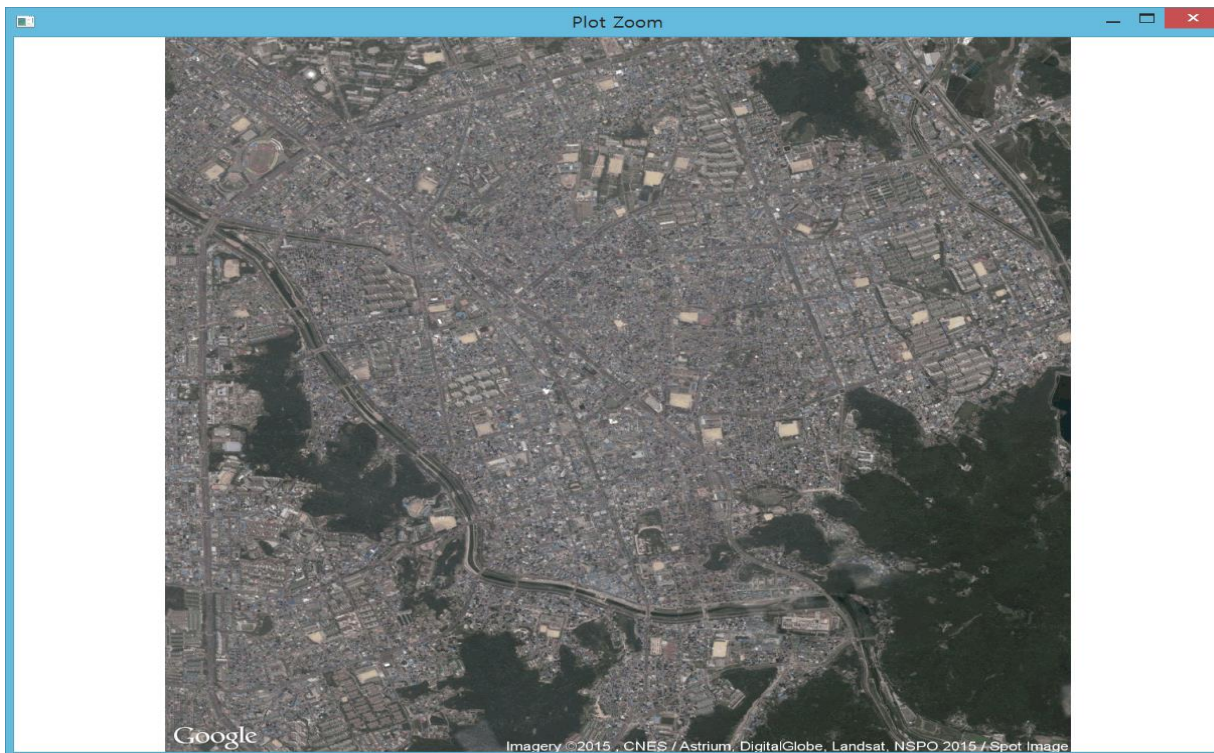 Plot Zoom
Google
Imagery ©2015 , CNES / Astrium, DigitalGlobe, Landsat, NSPO 2015 / Spot Image